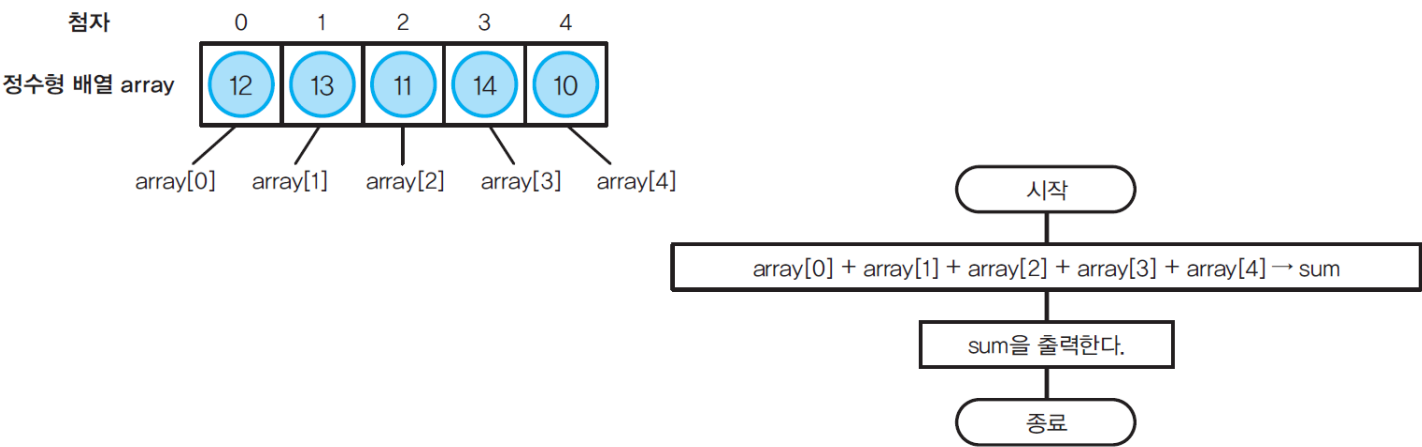 첨자 0 1 2 3 4
정수형 배열 array 12 13 11 14 10
array[0] array[1] array[2] array[3] array[4]
시작
array[0] + array[1] + array[2] + array[3] + array[4] → sum
sum을 출력한다.
종료